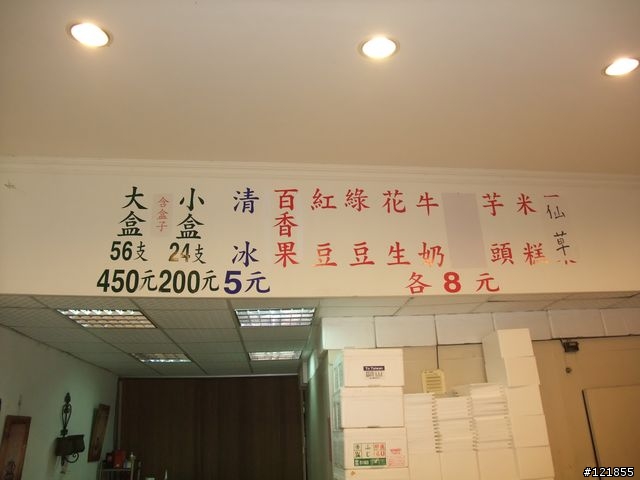 大盒
56支
450元
含盒子
小盒
24支
200元
清冰
5元
百香果
紅豆
綠豆
花生
牛奶
芋頭
米糕
仙草
各8元
#121855